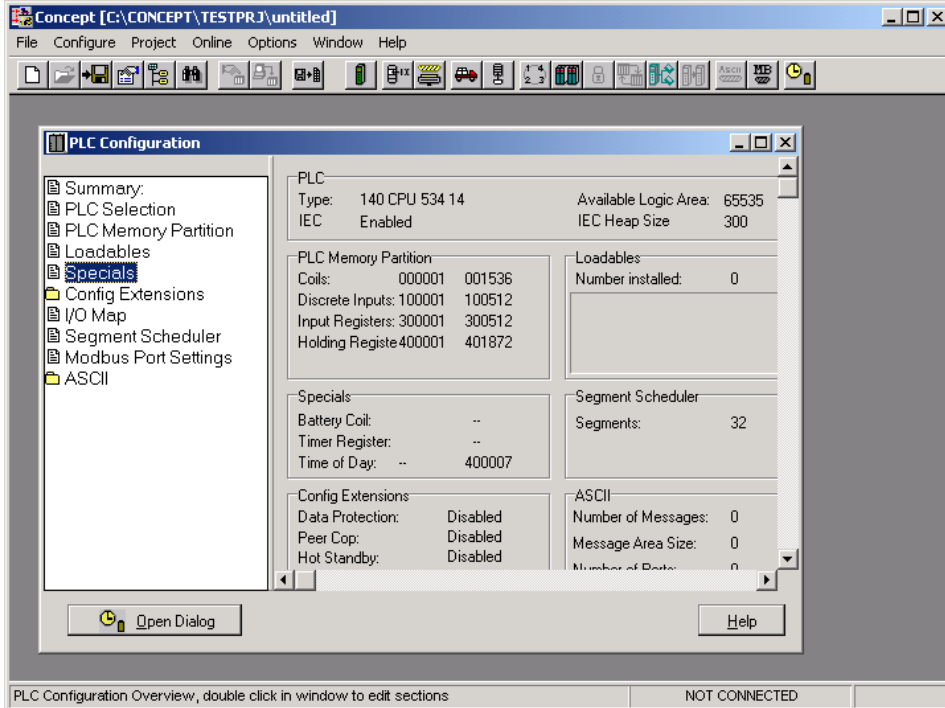 Concept [C:\CONCEPT\TESTPRJ\untitled]
File Configure Project Online Options Window Help
PLC Configuration
Summary:
PLC Selection
PLC Memory Partition
Loadables
Specials
Config Extensions
I/O Map
Segment Scheduler
Modbus Port Settings
ASCII
PLC
Type: 140 CPU 534 14 Available Logic Area: 65535
IEC Enabled IEC Heap Size 300
PLC Memory Partition
Coils: 000001 001536
Discrete Inputs: 100001 100512
Input Registers: 300001 300512
Holding Registe 400001 401872
Loadables
Number installed: 0
Specials
Battery Coil: --
Timer Register: --
Time of Day: -- 400007
Segment Scheduler
Segments: 32
Config Extensions
Data Protection: Disabled
Peer Cop: Disabled
Hot Standby: Disabled
ASCII
Number of Messages: 0
Message Area Size: 0
Number of Ports: 0
Open Dialog
Help
PLC Configuration Overview, double click in window to edit sections NOT CONNECTED